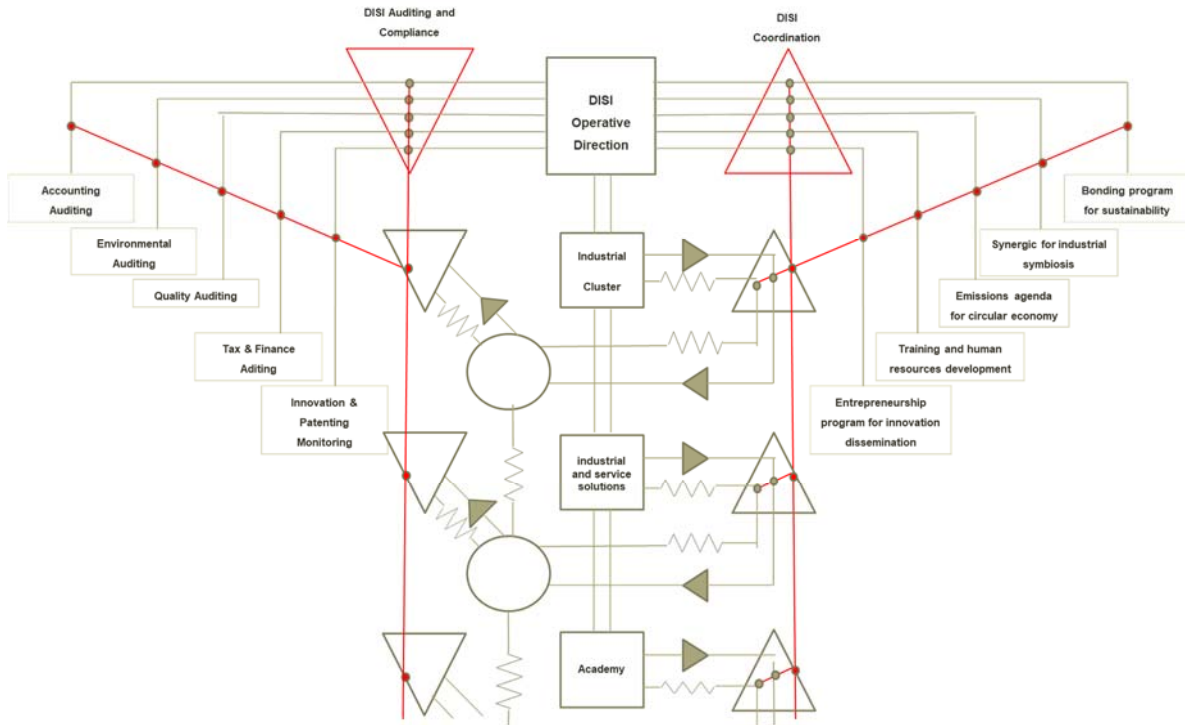 DISI Auditing and
Compliance
DISI
Coordination
DISI
Operative
Direction
Accounting
Auditing
Environmental
Auditing
Quality Auditing
Tax & Finance
Aditing
Innovation &
Patenting
Monitoring
Industrial
Cluster
industrial
and service
solutions
Academy
Bonding program
for sustainability
Synergic for industrial
symbiosis
Emissions agenda
for circular economy
Training and human
resources development
Entrepreneurship
program for innovation
dissemination